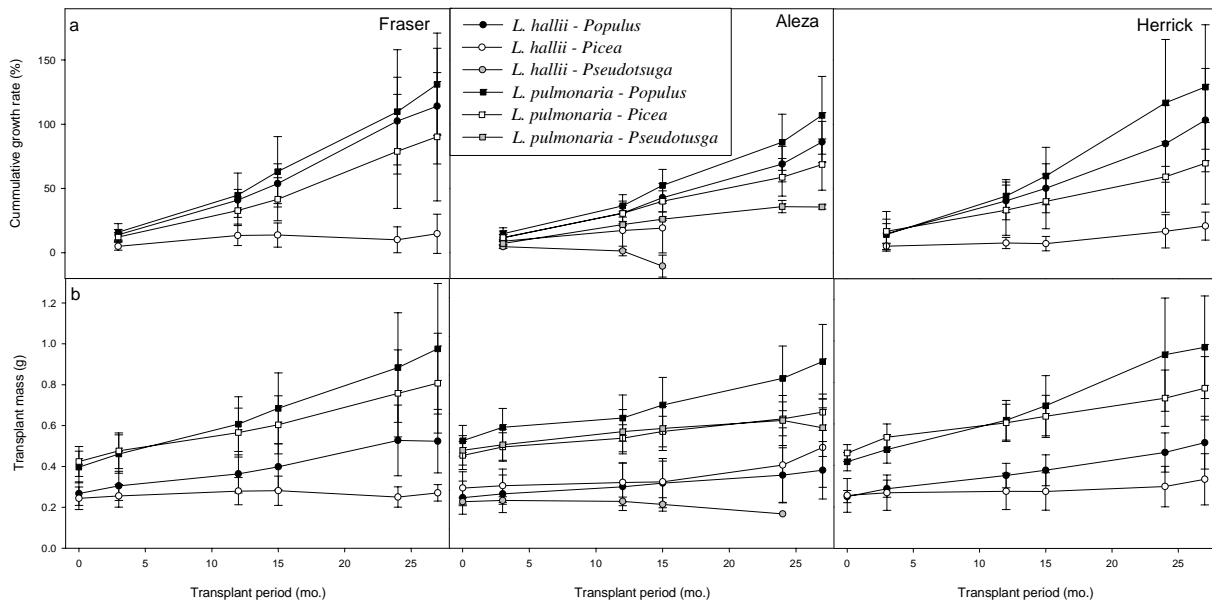 a
Fraser
Aleza
Herrick
L. hallii - Populus
L. hallii - Picea
L. hallii - Pseudotsuga
L. pulmonaria - Populus
L. pulmonaria - Picea
L. pulmonaria - Pseudotusga
Cummulative growth rate (%)
150
100
50
0
b
Transplant mass (g)
1.2
1.0
0.8
0.6
0.4
0.2
0.0
0 5 10 15 20 25
0 5 10 15 20 25
0 5 10 15 20 25
Transplant period (mo.)
Transplant period (mo.)
Transplant period (mo.)